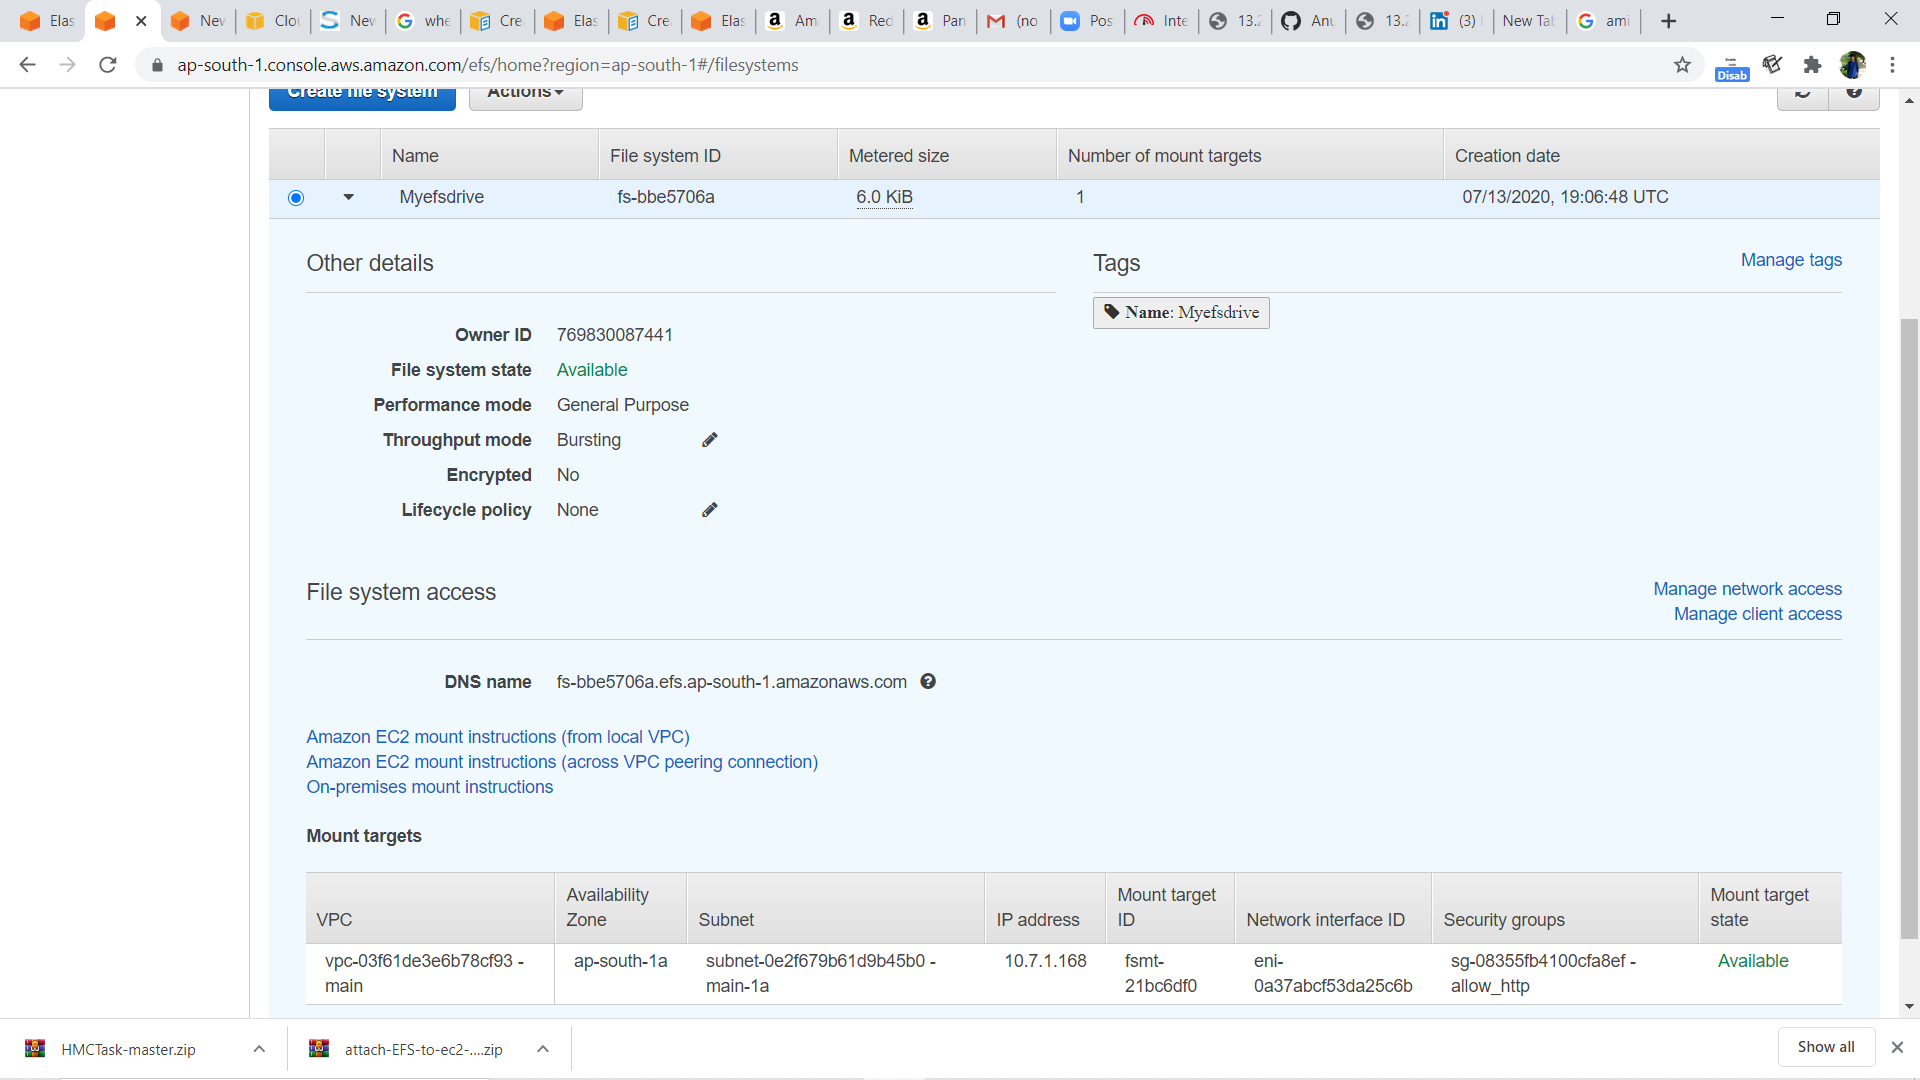 Elas
New
Clou
New
whe
Crea
Elas
Crea
Elas
Ama
Red
Pan
(no
Pos
Inte
13.2
Anu
13.2
(3)
New Tab
ami
ap-south-1.console.aws.amazon.com/efs/home?region=ap-south-1#/filesystems
Disab
Create file system
Actions
Name
File system ID
Metered size
Number of mount targets
Creation date
Myefsdrive
fs-bbe5706a
6.0 KiB
1
07/13/2020, 19:06:48 UTC
Other details
Tags
Manage tags
Name: Myefsdrive
Owner ID 769830087441
File system state Available
Performance mode General Purpose
Throughput mode Bursting
Encrypted No
Lifecycle policy None
File system access
Manage network access
Manage client access
DNS name fs-bbe5706a.efs.ap-south-1.amazonaws.com
Amazon EC2 mount instructions (from local VPC)
Amazon EC2 mount instructions (across VPC peering connection)
On-premises mount instructions
Mount targets
VPC
Availability Zone
Subnet
IP address
Mount target ID
Network interface ID
Security groups
Mount target state
vpc-03f61de3e6b78cf93 - main
ap-south-1a
subnet-0e2f679b61d9b45b0 - main-1a
10.7.1.168
fsmt-21bc6df0
eni-0a37abcf53da25c6b
sg-08355fb4100cfa8ef - allow_http
Available
HMCTask-master.zip
attach-EFS-to-ec2-....zip
Show all